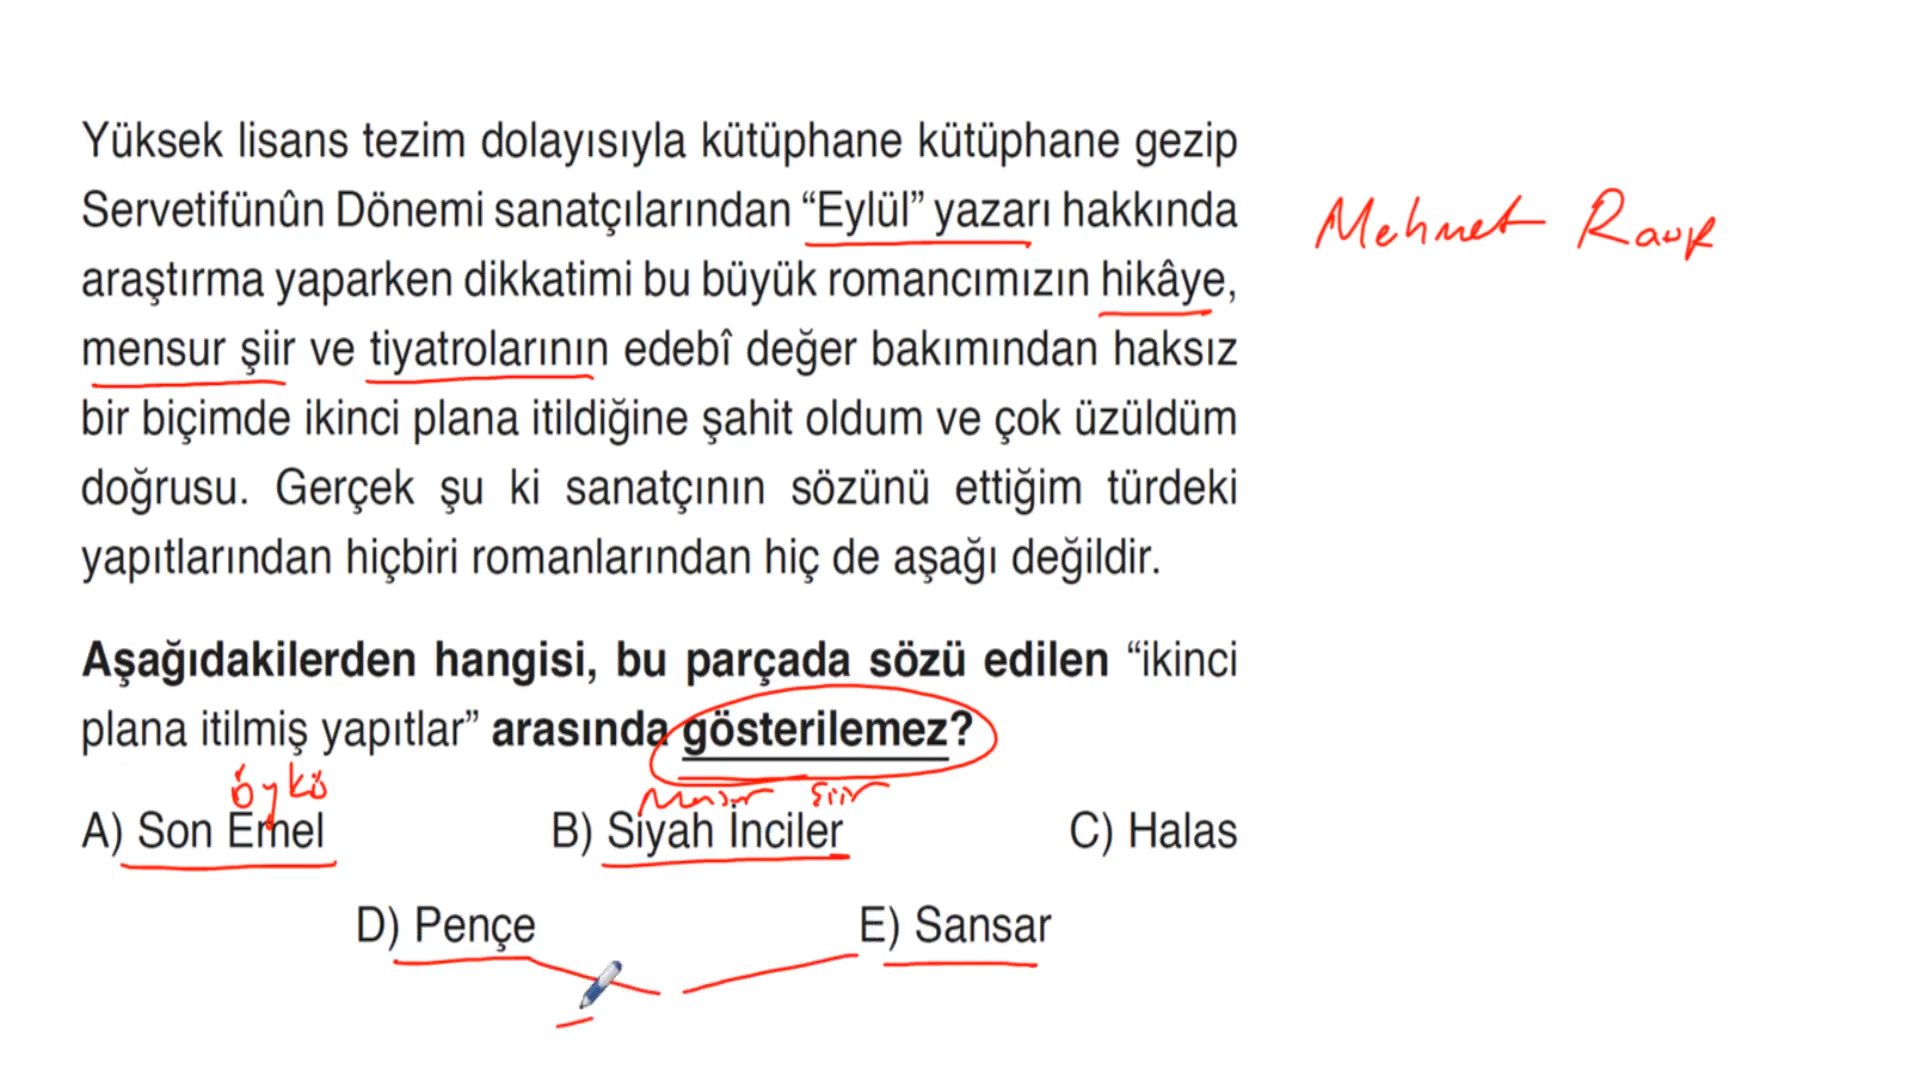 Yüksek lisans tezim dolayısıyla kütüphane kütüphane gezip
Servetifünûn Dönemi sanatçılarından “Eylül” yazarı hakkında
Mehmet Rauf
araştırma yaparken dikkatimi bu büyük romancımızın hikâye,
mensur şiir ve tiyatrolarının edebî değer bakımından haksız
bir biçimde ikinci plana itildiğine şahit oldum ve çok üzüldüm
doğrusu. Gerçek şu ki sanatçının sözünü ettiğim türdeki
yapıtlarından hiçbiri romanlarından hiç de aşağı değildir.
Aşağıdakilerden hangisi, bu parçada sözü edilen “ikinci
plana itilmiş yapıtlar” arasında gösterilemez?
öykü
Mensur şiir
A) Son Emel B) Siyah İnciler C) Halas
D) Pençe E) Sansar